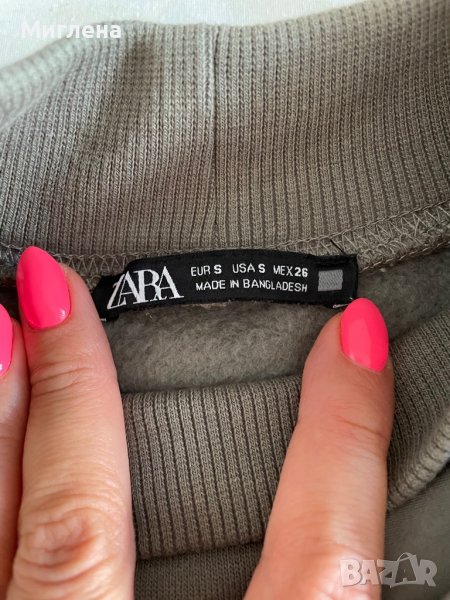 Миглена
ZARA
EUR S USA S MEX 26
MADE IN BANGLADESH
BAZAR